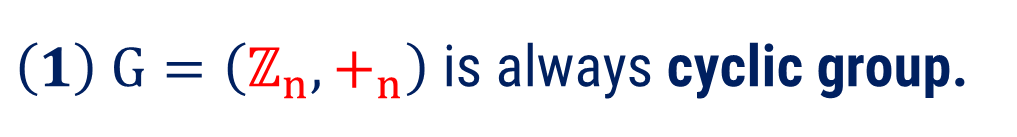 (1) G = (ℤₙ, +ₙ) is always cyclic group.